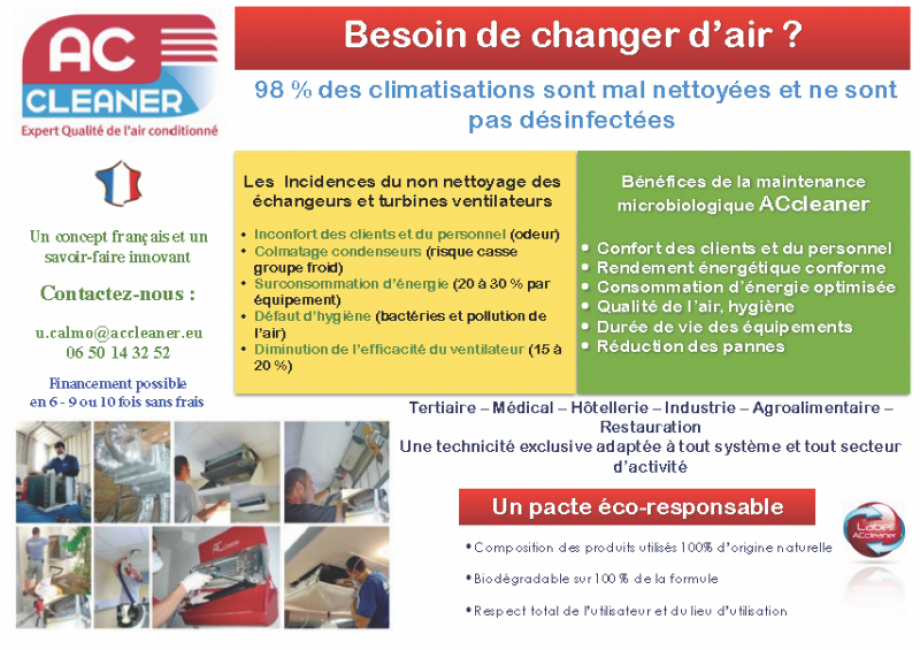 AC
CLEANER
Expert Qualité de l'air conditionné
Besoin de changer d'air ?
98 % des climatisations sont mal nettoyées et ne sont
pas désinfectées
Un concept français et un
savoir-faire innovant
Contactez-nous :
u.calmo@accleaner.eu
06 50 14 32 52
Financement possible
en 6 - 9 ou 10 fois sans frais
Les Incidences du non nettoyage des
échangeurs et turbines ventilateurs
• Inconfort des clients et du personnel (odeur)
• Colmatage condenseurs (risque casse
groupe froid)
• Surconsommation d'énergie (20 à 30 % par
équipement)
• Défaut d'hygiène (bactéries et pollution de
l'air)
• Diminution de l'efficacité du ventilateur (15 à
20 %)
Bénéfices de la maintenance
microbiologique ACcleaner
• Confort des clients et du personnel
• Rendement énergétique conforme
• Consommation d'énergie optimisée
• Qualité de l'air, hygiène
• Durée de vie des équipements
• Réduction des pannes
Tertiaire – Médical – Hôtellerie – Industrie – Agroalimentaire –
Restauration
Une technicité exclusive adaptée à tout système et tout secteur
d'activité
Un pacte éco-responsable
• Composition des produits utilisés 100% d'origine naturelle
• Biodégradable sur 100 % de la formule
• Respect total de l'utilisateur et du lieu d'utilisation
Label
ACcleaner
ACcleaner